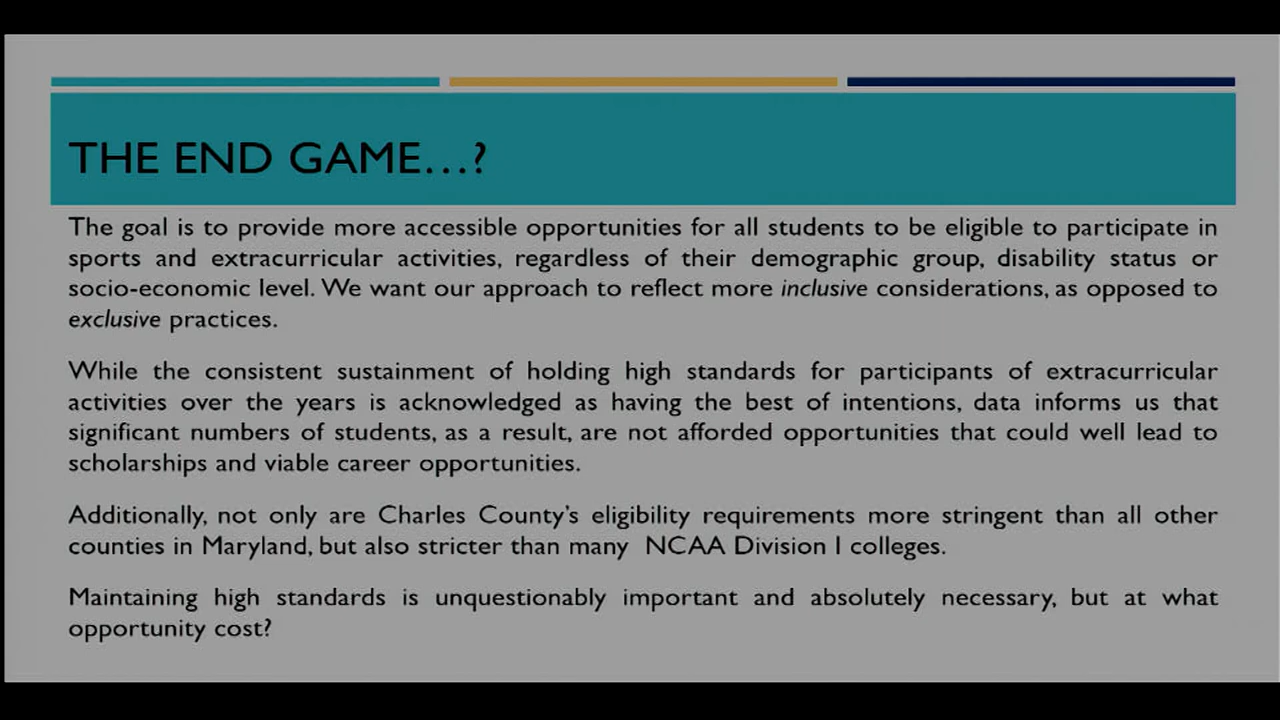 THE END GAME...?
The goal is to provide more accessible opportunities for all students to be eligible to participate in
sports and extracurricular activities, regardless of their demographic group, disability status or
socio-economic level. We want our approach to reflect more inclusive considerations, as opposed to
exclusive practices.
While the consistent sustainment of holding high standards for participants of extracurricular
activities over the years is acknowledged as having the best of intentions, data informs us that
significant numbers of students, as a result, are not afforded opportunities that could well lead to
scholarships and viable career opportunities.
Additionally, not only are Charles County's eligibility requirements more stringent than all other
counties in Maryland, but also stricter than many NCAA Division I colleges.
Maintaining high standards is unquestionably important and absolutely necessary, but at what
opportunity cost?